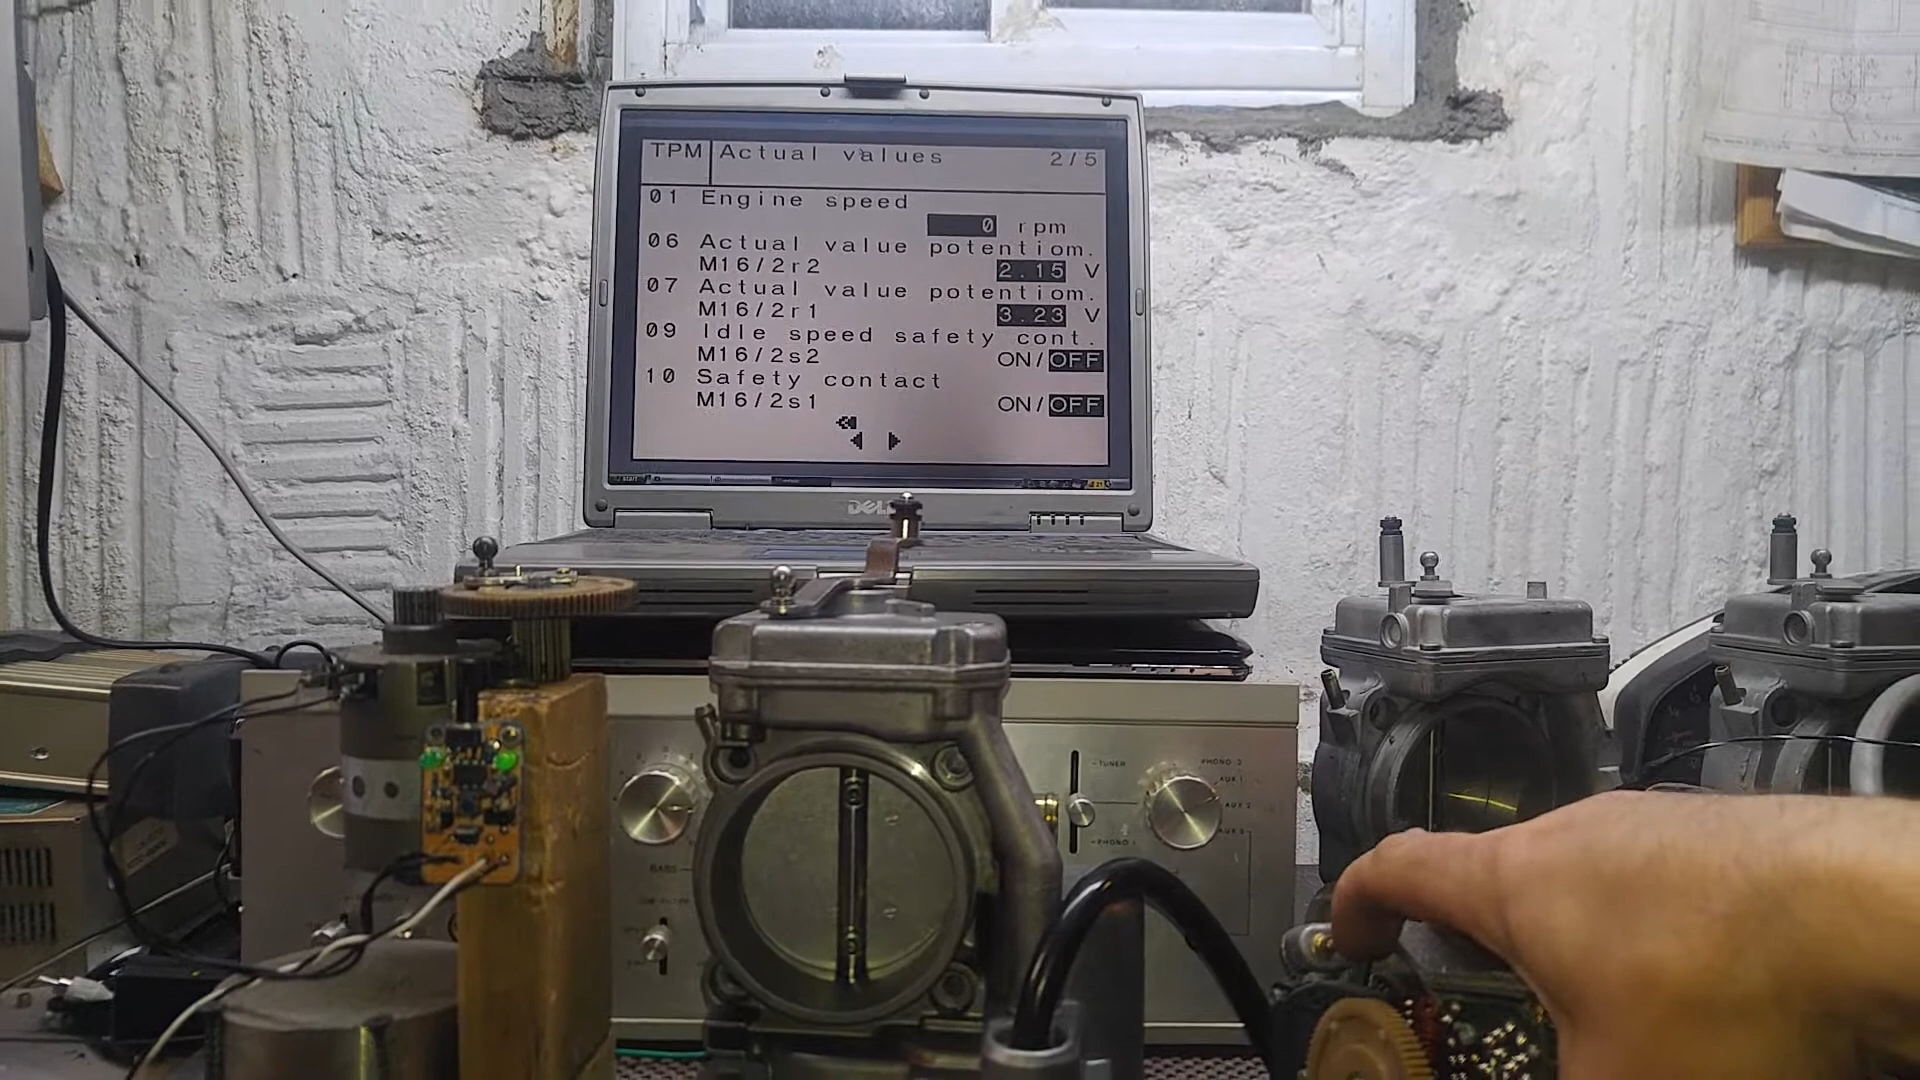 TPM Actual values 2/5
01 Engine speed
0 rpm
06 Actual value potentiom.
M16/2r2 2.15 V
07 Actual value potentiom.
M16/2r1 3.23 V
09 Idle speed safety cont.
M16/2s2 ON/OFF
10 Safety contact
M16/2s1 ON/OFF
start
DELL
TUNER
PHONO 2
AUX 1
AUX 2
PHONO 1
AUX 3
BASS